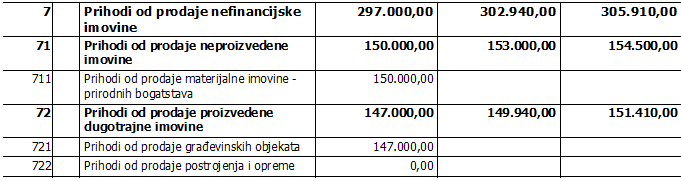 7 Prihodi od prodaje nefinancijske 297.000,00 302.940,00 305.910,00
imovine
71 Prihodi od prodaje neproizvedene 150.000,00 153.000,00 154.500,00
imovine
711 Prihodi od prodaje materijalne imovine - 150.000,00
prirodnih bogatstava
72 Prihodi od prodaje proizvedene 147.000,00 149.940,00 151.410,00
dugotrajne imovine
721 Prihodi od prodaje građevinskih objekata 147.000,00
722 Prihodi od prodaje postrojenja i opreme 0,00